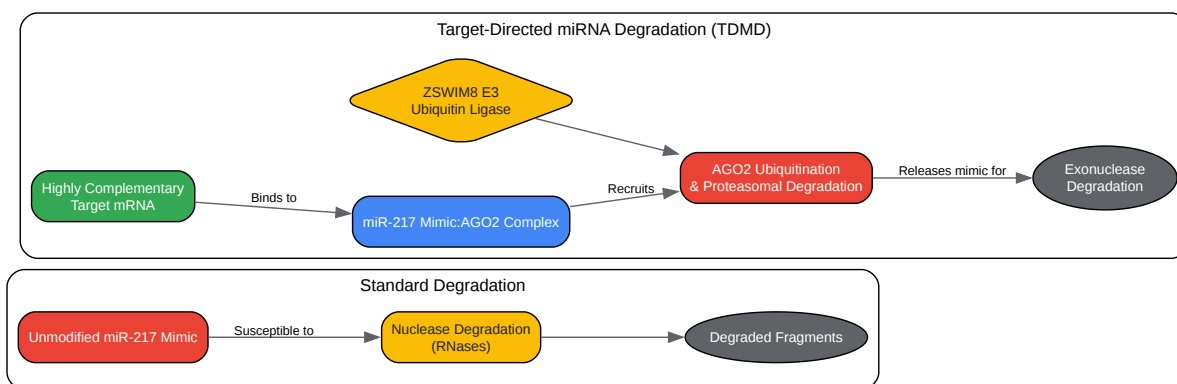 Target-Directed miRNA Degradation (TDMD)
ZSWIM8 E3
Ubiquitin Ligase
Highly Complementary
Target mRNA
Binds to
miR-217 Mimic:AGO2 Complex
Recruits
AGO2 Ubiquitination
& Proteasomal Degradation
Releases mimic for
Exonuclease
Degradation
Standard Degradation
Unmodified miR-217 Mimic
Susceptible to
Nuclease Degradation
(RNases)
Degraded Fragments